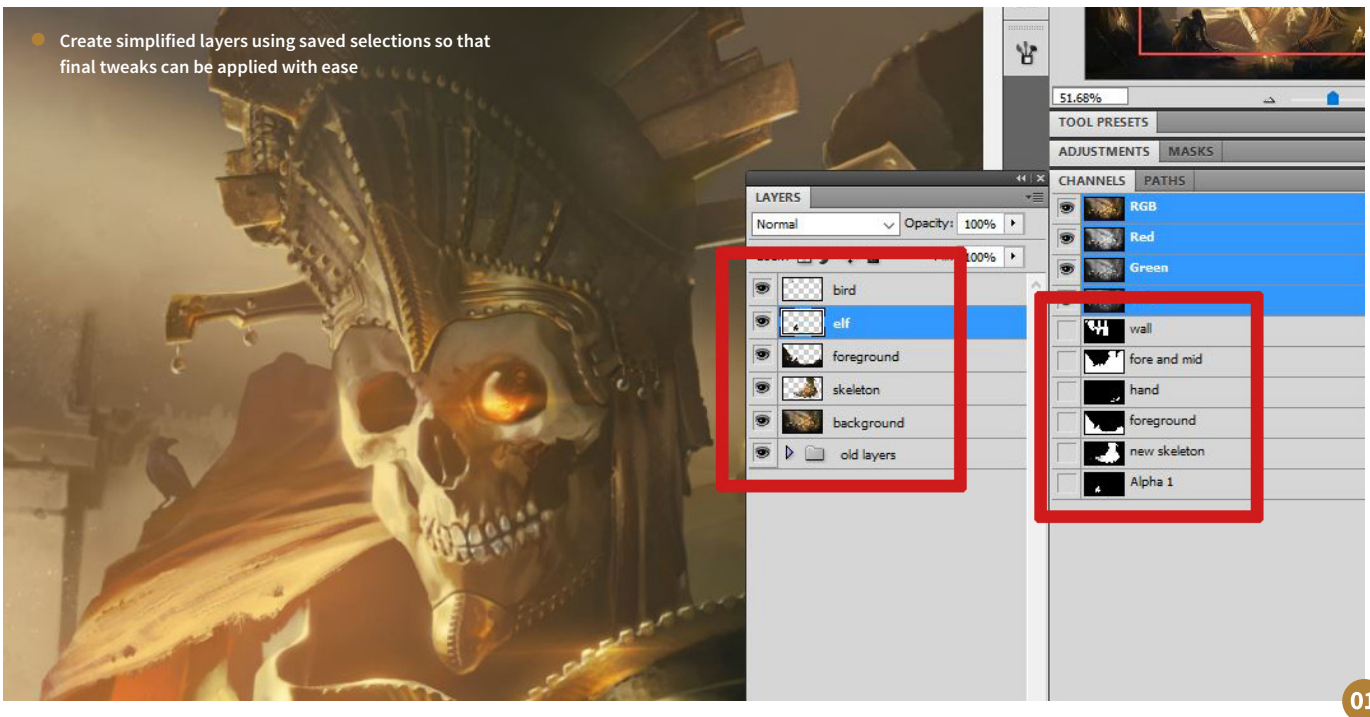 Create simplified layers using saved selections so that
final tweaks can be applied with ease
51.68%
TOOL PRESETS
ADJUSTMENTS MASKS
CHANNELS PATHS
RGB
Red
Green
wall
fore and mid
hand
foreground
new skeleton
Alpha 1
LAYERS
Normal Opacity: 100%
100%
bird
elf
foreground
skeleton
background
old layers
01